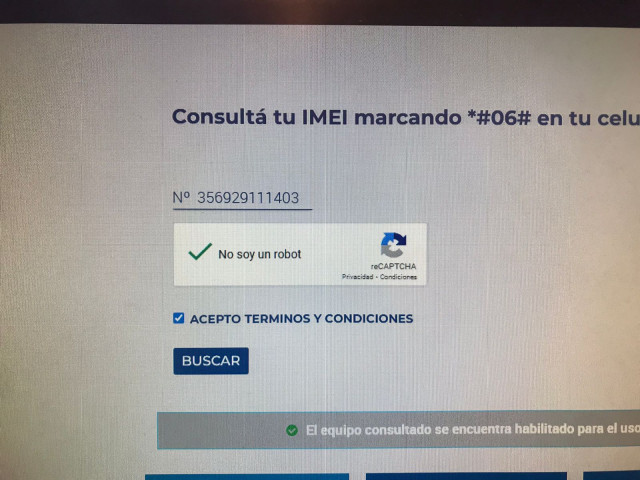 Consultá tu IMEI marcando *#06# en tu celu
Nº 356929111403
No soy un robot
reCAPTCHA
Privacidad - Condiciones
ACEPTO TERMINOS Y CONDICIONES
BUSCAR
El equipo consultado se encuentra habilitado para el uso